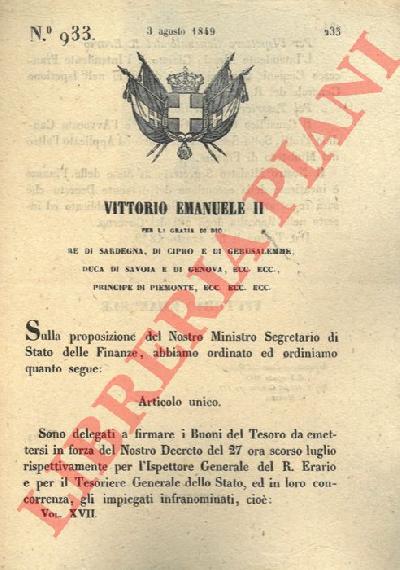 N.º 933.
3 agosto 1849
235
VITTORIO EMANUELE II
PER LA GRAZIA DI DIO
RE DI SARDEGNA, DI CIPRO E DI GERUSALEMME,
DUCA DI SAVOIA E DI GENOVA, ECC. ECC.,
PRINCIPE DI PIEMONTE, ECC. ECC. ECC.
Sulla proposizione del Nostro Ministro Segretario di
Stato delle Finanze, abbiamo ordinato ed ordiniamo
quanto segue:
Articolo unico.
Sono delegati a firmare i Buoni del Tesoro da emet-
tersi in forza del Nostro Decreto del 27 ora scorso luglio
rispettivamente per l'Ispettore Generale del R. Erario
e per il Tesoriere Generale dello Stato, ed in loro con-
correnza, gli impiegati infranominati, cioè:
Vol. XVII.
LIBRERIA PIANI